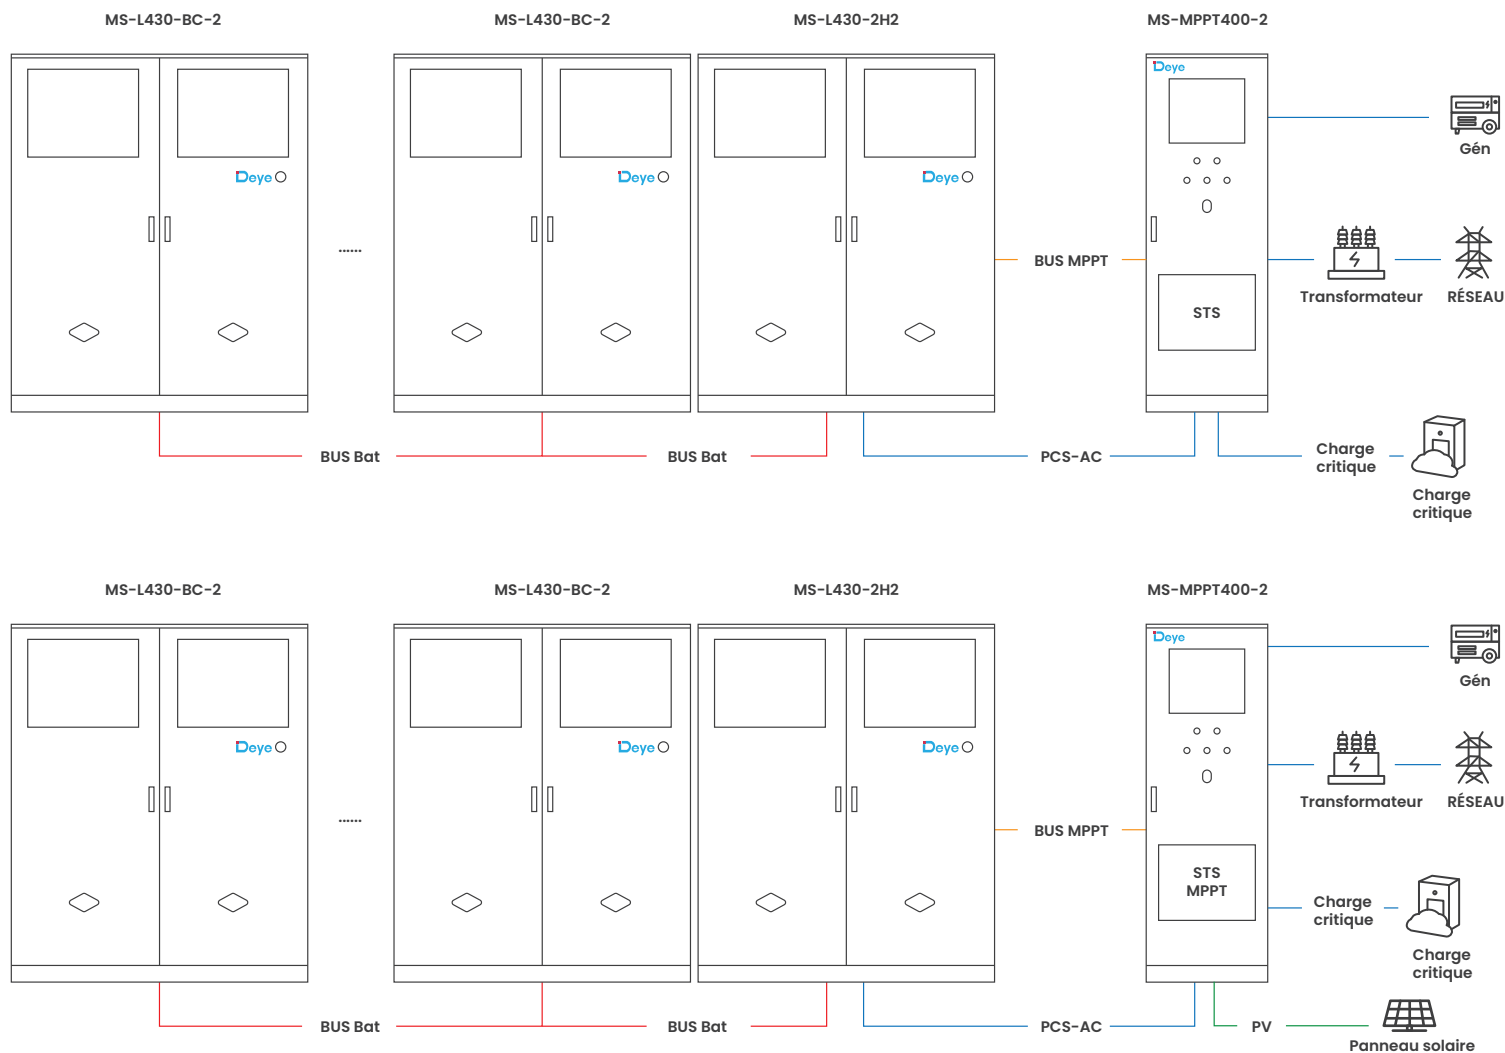 MS-L430-BC-2
MS-L430-BC-2
MS-L430-2H2
MS-MPPT400-2
Deye
Deye
Deye
Deye
Gén
......
BUS MPPT
Transformateur
RÉSEAU
STS
BUS Bat
BUS Bat
PCS-AC
Charge
critique
Charge
critique
MS-L430-BC-2
MS-L430-BC-2
MS-L430-2H2
MS-MPPT400-2
Deye
Deye
Deye
Deye
Gén
......
BUS MPPT
Transformateur
RÉSEAU
STS
MPPT
Charge
critique
Charge
critique
BUS Bat
BUS Bat
PCS-AC
PV
Panneau solaire